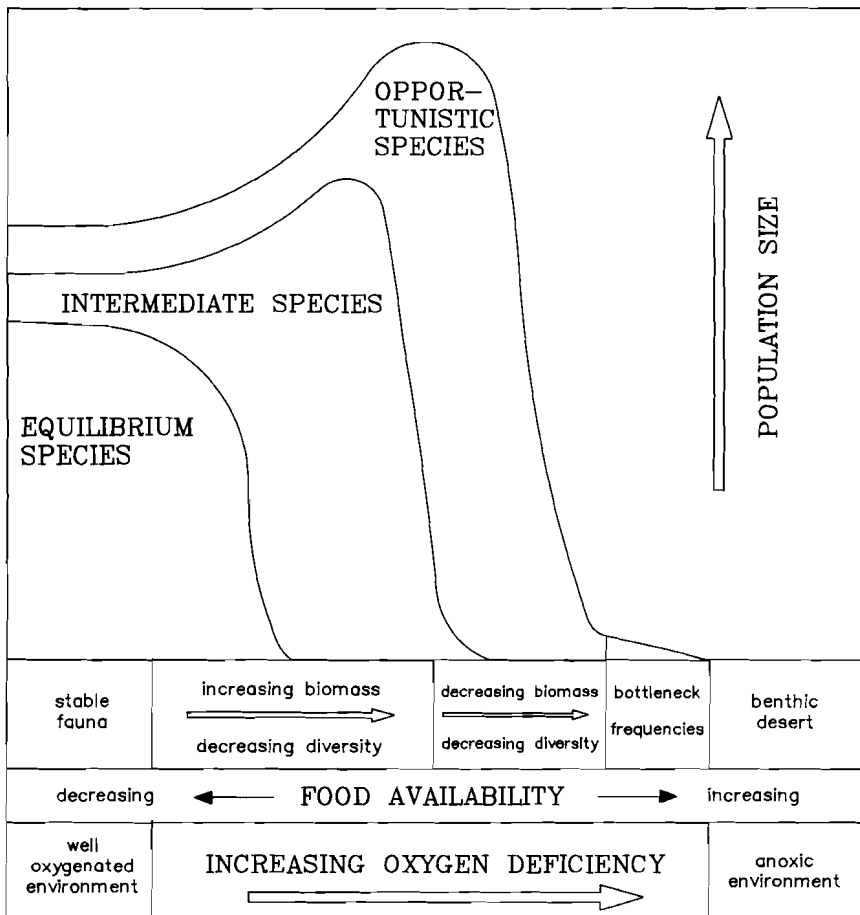 OPPOR-
TUNISTIC
SPECIES
INTERMEDIATE SPECIES
EQUILIBRIUM
SPECIES
POPULATION SIZE
stable
fauna
increasing biomass
decreasing diversity
decreasing biomass
decreasing diversity
bottleneck
frequencies
benthic
desert
decreasing
FOOD AVAILABILITY
increasing
well
oxygenated
environment
INCREASING OXYGEN DEFICIENCY
anoxic
environment